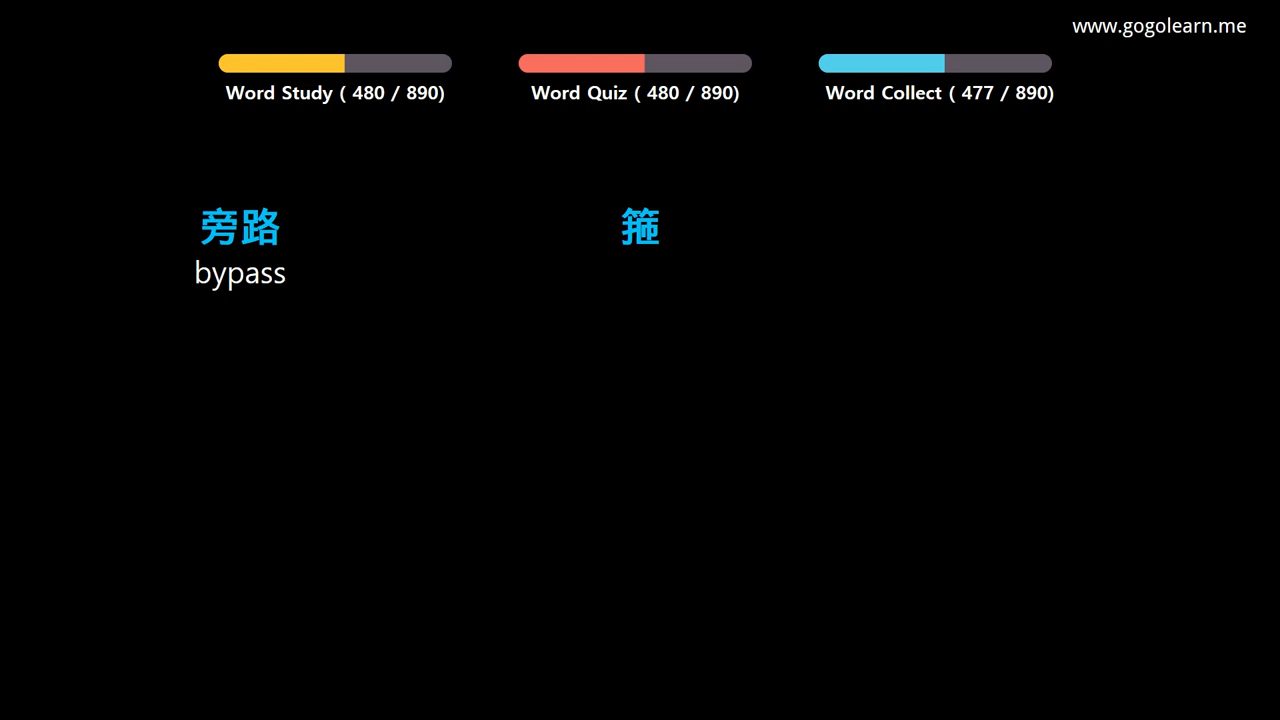 www.gogolearn.me
Word Study ( 480 / 890)
Word Quiz ( 480 / 890)
Word Collect ( 477 / 890)
旁路
箍
bypass